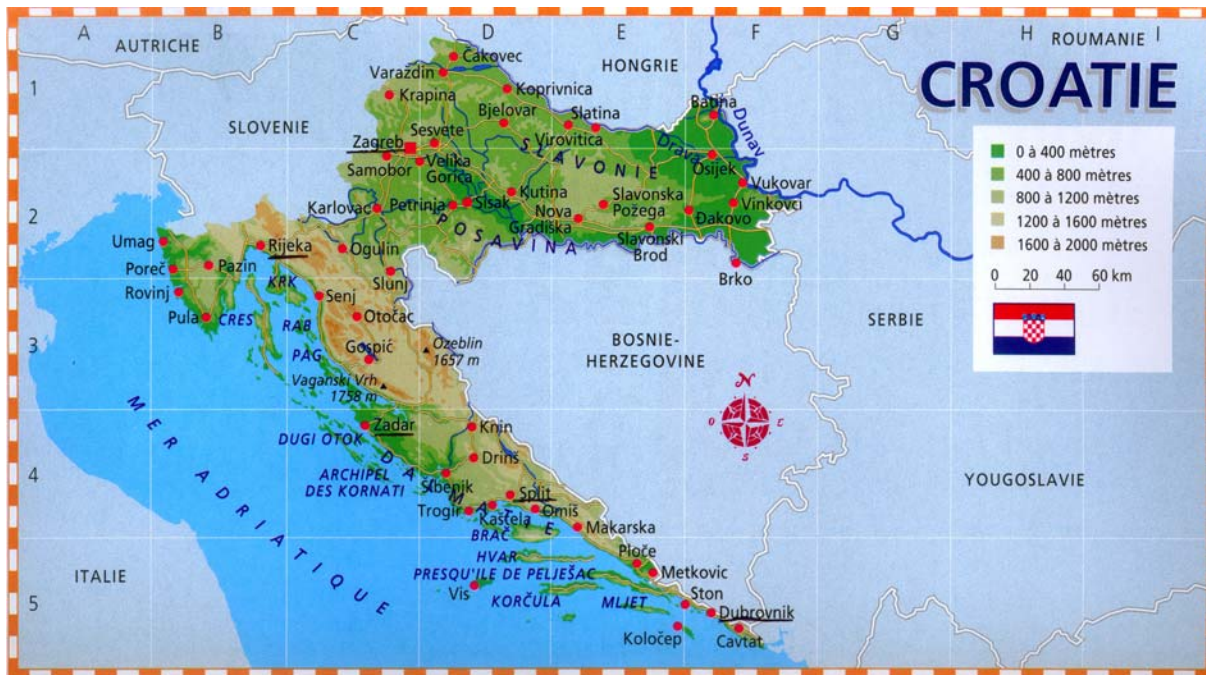 A
B
C
D
E
F
G
H
I
1
2
3
4
5
AUTRICHE
HONGRIE
ROUMANIE
SLOVENIE
CROATIE
0 à 400 mètres
400 à 800 mètres
800 à 1200 mètres
1200 à 1600 mètres
1600 à 2000 mètres
0 20 40 60 km
Čakovec
Varaždin
Krapina
Koprivnica
Bjelovar
Slatina
Virovitica
Batina
Dunav
Drava
Sesvete
Zagreb
Samobor
Velika
Gorica
SLAVONIE
Osijek
Vukovar
Vinkovci
Kutina
Slavonska
Požega
Karlovac
Petrinja
Sisak
Nova
Gradiška
Đakovo
POSAVINA
Slavonski
Brod
Brko
Umag
Poreč
Rovinj
Pula
Pazin
Rijeka
Ogulin
Slunj
KRK
CRES
RAB
PAG
Senj
Otočac
Gospić
Ozeblin
1657 m
Vaganski Vrh
1758 m
BOSNIE-
HERZEGOVINE
SERBIE
N
O
E
S
YOUGOSLAVIE
MER ADRIATIQUE
ITALIE
Zadar
DUGI OTOK
ARCHIPEL
DES KORNATI
DALMATIE
Knin
Drinš
Šibenik
Trogir
Kaštela
Split
Omiš
Makarska
BRAČ
HVAR
PRESQU'ILE DE PELJEŠAC
Ploče
Metkovic
Vis
KORČULA
MLJET
Ston
Dubrovnik
Koločep
Cavtat